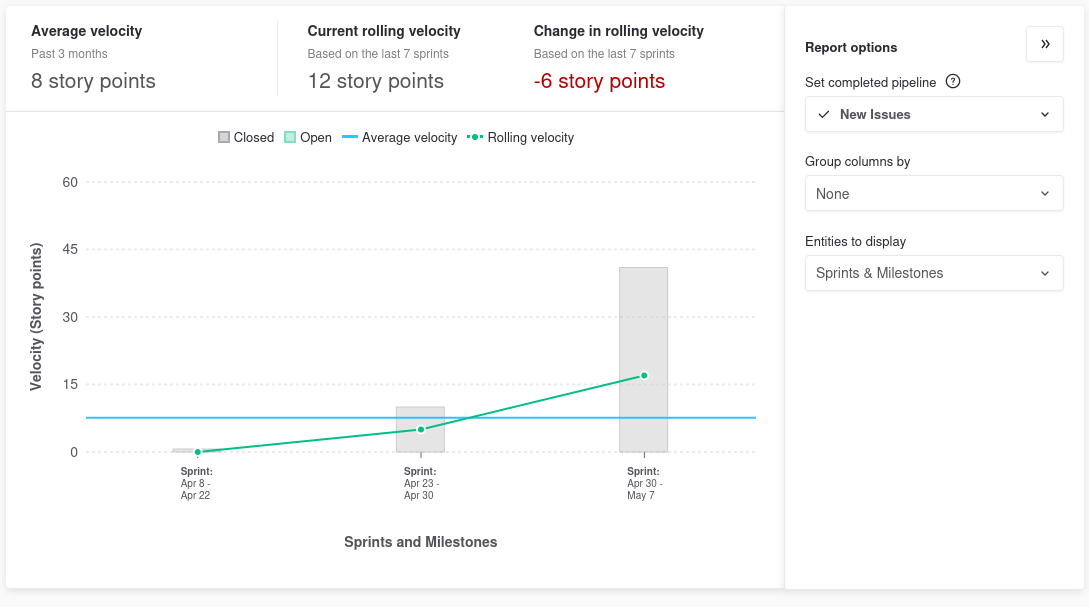 Average velocity
Past 3 months
8 story points
Current rolling velocity
Based on the last 7 sprints
12 story points
Change in rolling velocity
Based on the last 7 sprints
-6 story points
Closed
Open
Average velocity
Rolling velocity
Velocity (Story points)
60
45
30
15
0
Sprint:
Apr 8 -
Apr 22
Sprint:
Apr 23 -
Apr 30
Sprint:
Apr 30 -
May 7
Sprints and Milestones
Report options
»
Set completed pipeline ?
New Issues
Group columns by
None
Entities to display
Sprints & Milestones